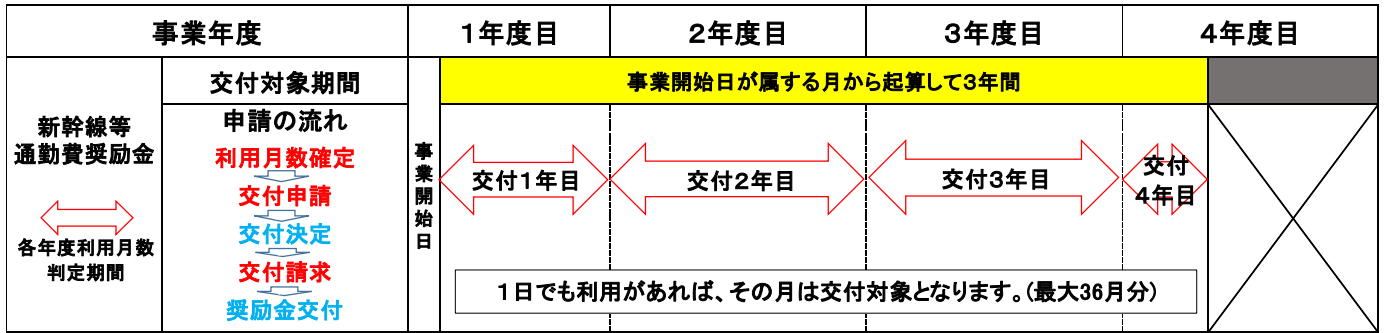 事業年度
1年度目
2年度目
3年度目
4年度目
新幹線等
通勤費奨励金
各年度利用月数
判定期間
交付対象期間
申請の流れ
利用月数確定
交付申請
交付決定
交付請求
奨励金交付
事業開始日
事業開始日が属する月から起算して3年間
交付1年目
交付2年目
交付3年目
交付
4年目
1日でも利用があれば、その月は交付対象となります。(最大36月分)